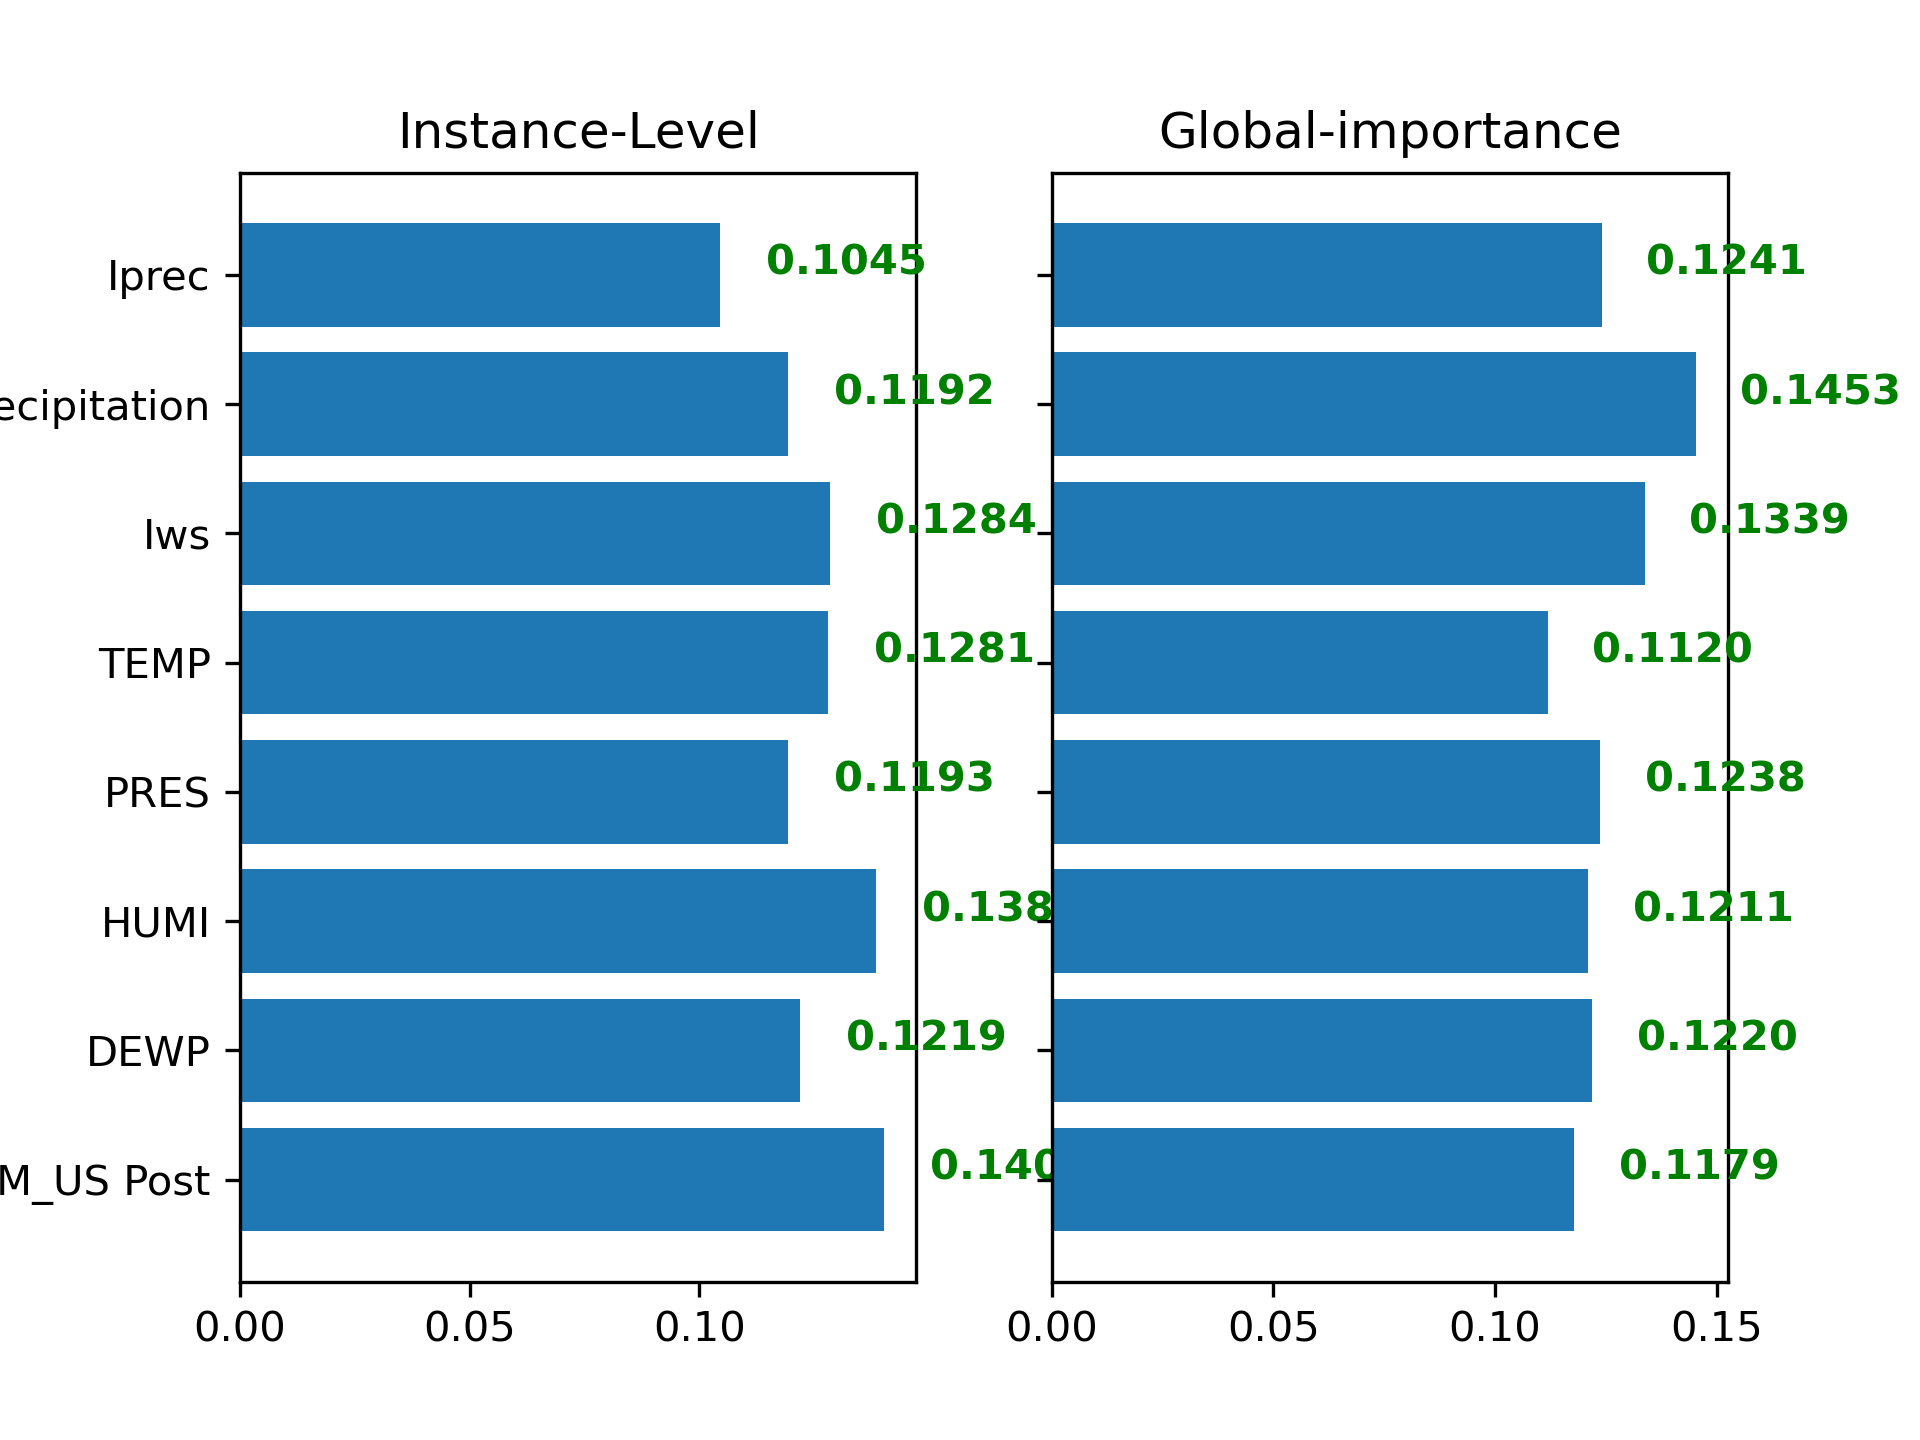 Instance-Level Global-importance
Iprec 0.1045 0.1241
ecipitation 0.1192 0.1453
Iws 0.1284 0.1339
TEMP 0.1281 0.1120
PRES 0.1193 0.1238
HUMI 0.138 0.1211
DEWP 0.1219 0.1220
M_US Post 0.140 0.1179
0.00 0.05 0.10 0.00 0.05 0.10 0.15